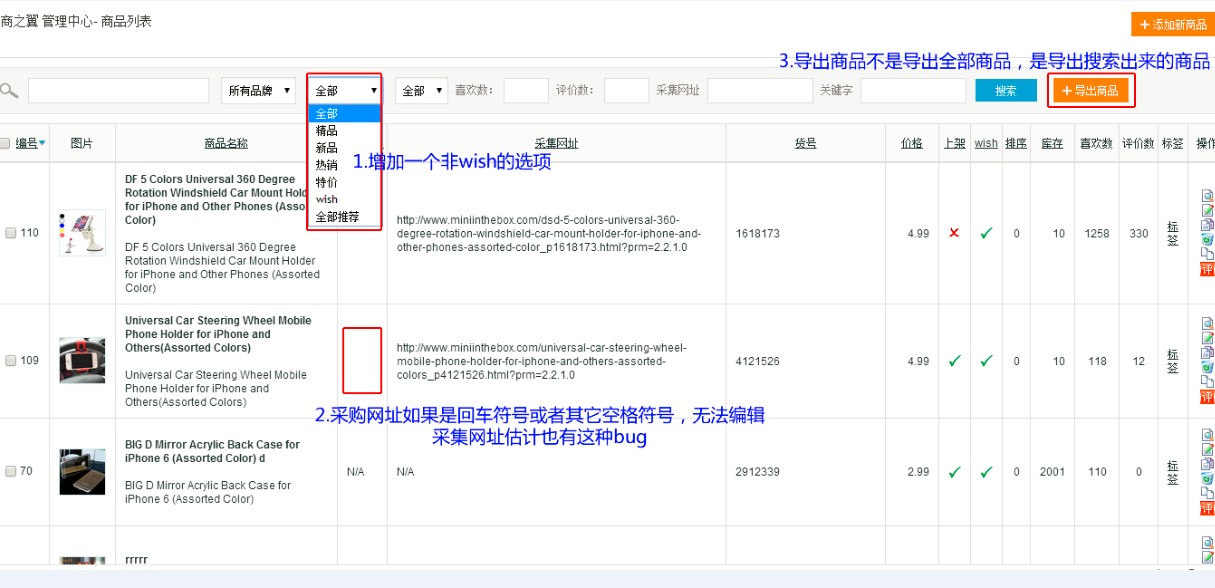 商之翼 管理中心- 商品列表
+ 添加新商品
3.导出商品不是导出全部商品，是导出搜索出来的商品
所有品牌 ▼ 全部 ▼ 全部 ▼ 喜欢数: 评价数: 采集网址 关键字 搜索 + 导出商品
全部
精品
新品
热销
特价
wish
全部推荐
1.增加一个非wish的选项
编号 图片 商品名称 采集网址 货号 价格 上架 wish 排序 库存 喜欢数 评价数 标签 操作
110
DF 5 Colors Universal 360 Degree
Rotation Windshield Car Mount Hold
for iPhone and Other Phones (Asso
Color)
DF 5 Colors Universal 360 Degree
Rotation Windshield Car Mount Holder
for iPhone and Other Phones (Assorted
Color)
http://www.miniinthebox.com/dsd-5-colors-universal-360-
degree-rotation-windshield-car-mount-holder-for-iphone-and-
other-phones-assorted-color_p1618173.html?prm=2.2.1.0
1618173 4.99 0 10 1258 330
标
签
评
109
Universal Car Steering Wheel Mobile
Phone Holder for iPhone and
Others(Assorted Colors)
Universal Car Steering Wheel Mobile
Phone Holder for iPhone and
Others(Assorted Colors)
http://www.miniinthebox.com/universal-car-steering-wheel-
mobile-phone-holder-for-iphone-and-others-assorted-
colors_p4121526.html?prm=2.2.1.0
4121526 4.99 0 10 118 12
标
签
评
2.采购网址如果是回车符号或者其它空格符号，无法编辑
采集网址估计也有这种bug
70
BIG D Mirror Acrylic Back Case for
iPhone 6 (Assorted Color) d
BIG D Mirror Acrylic Back Case for
iPhone 6 (Assorted Color)
N/A N/A 2912339 2.99 0 2001 110 0
标
签
评
rrrrr